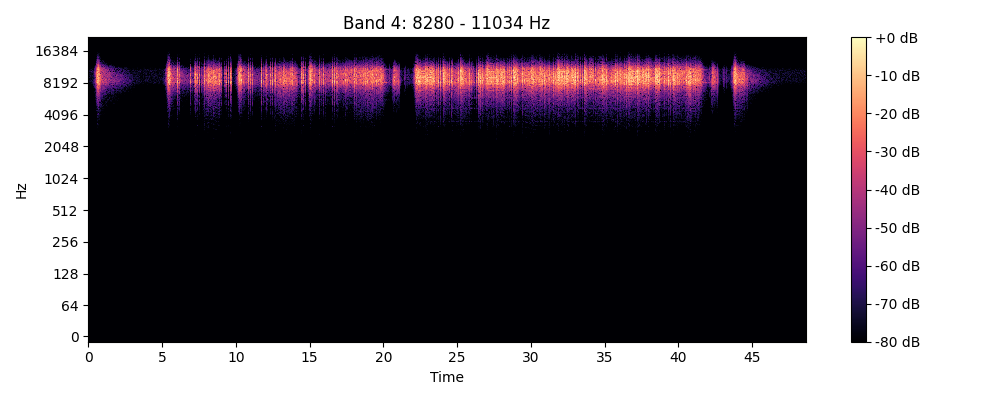 Band 4: 8280 - 11034 Hz
16384
8192
4096
2048
1024
512
256
128
64
0
Hz
0 5 10 15 20 25 30 35 40 45
Time
+0 dB
-10 dB
-20 dB
-30 dB
-40 dB
-50 dB
-60 dB
-70 dB
-80 dB